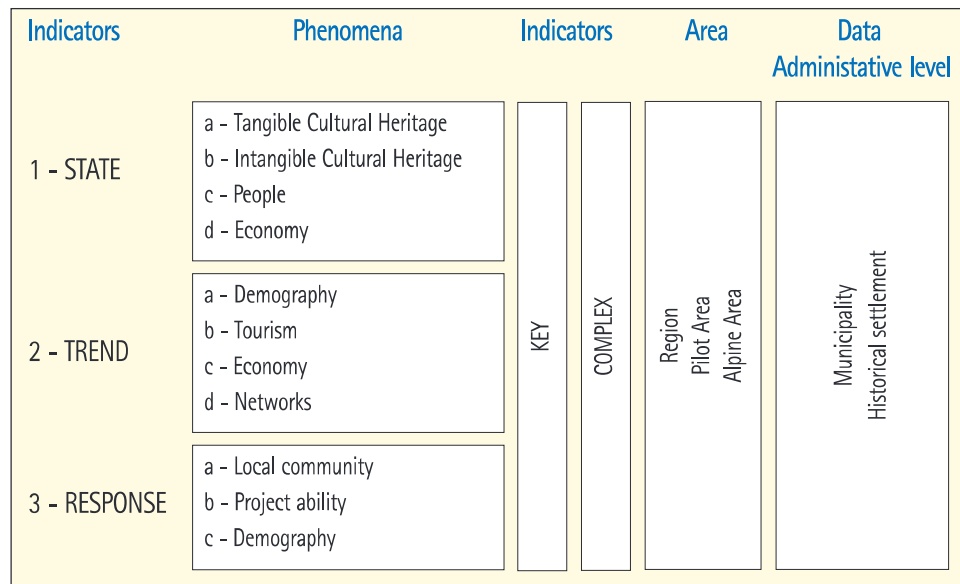 Indicators
Phenomena
Indicators
Area
Data
Administative level
1 - STATE
a - Tangible Cultural Heritage
b - Intangible Cultural Heritage
c - People
d - Economy
2 - TREND
a - Demography
b - Tourism
c - Economy
d - Networks
3 - RESPONSE
a - Local community
b - Project ability
c - Demography
KEY
COMPLEX
Region
Pilot Area
Alpine Area
Municipality
Historical settlement